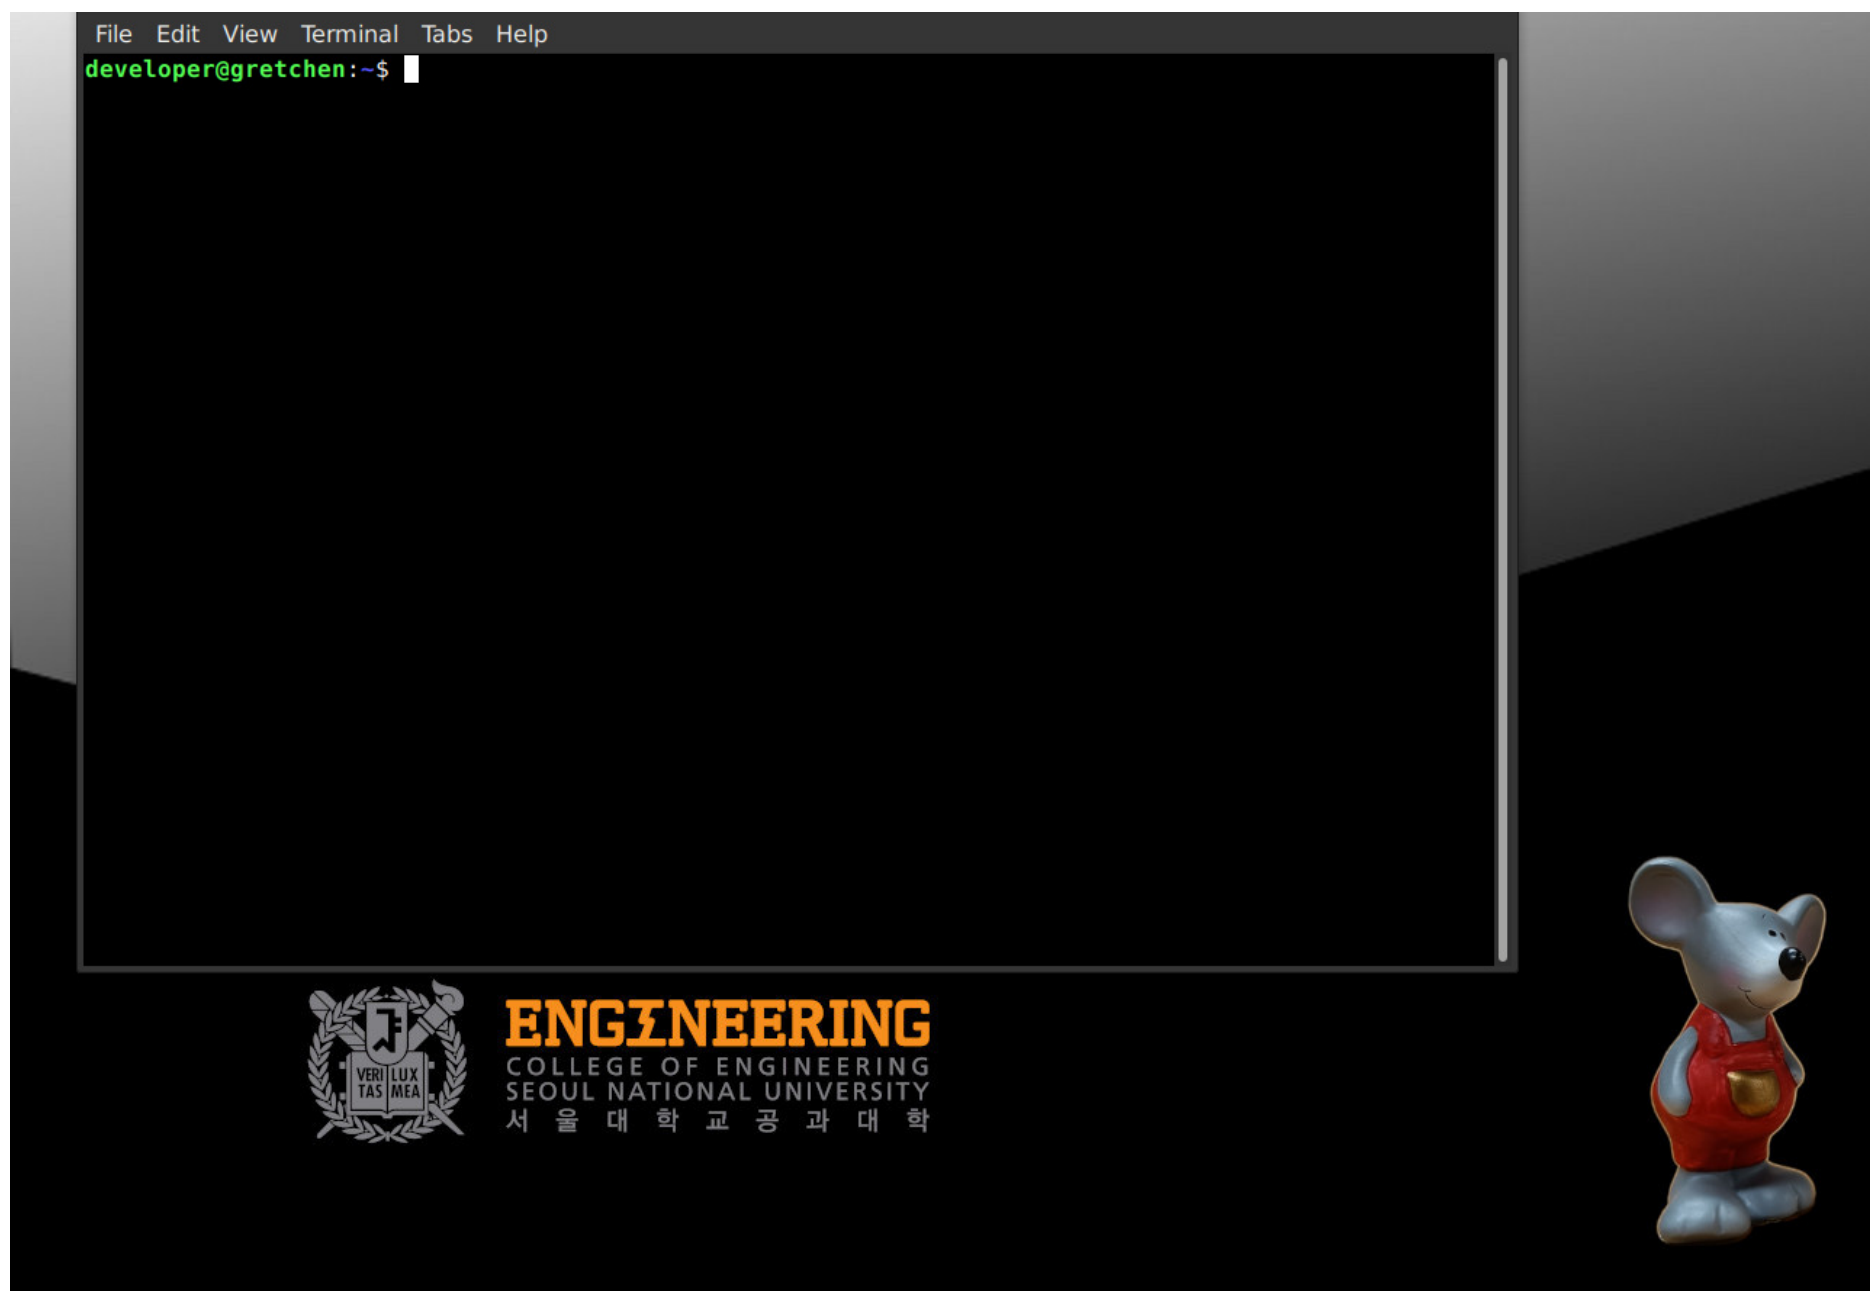 File Edit View Terminal Tabs Help
developer@gretchen:~$
VERI LUX
TAS MEA
ENGINEERING
COLLEGE OF ENGINEERING
SEOUL NATIONAL UNIVERSITY
서울대학교공과대학